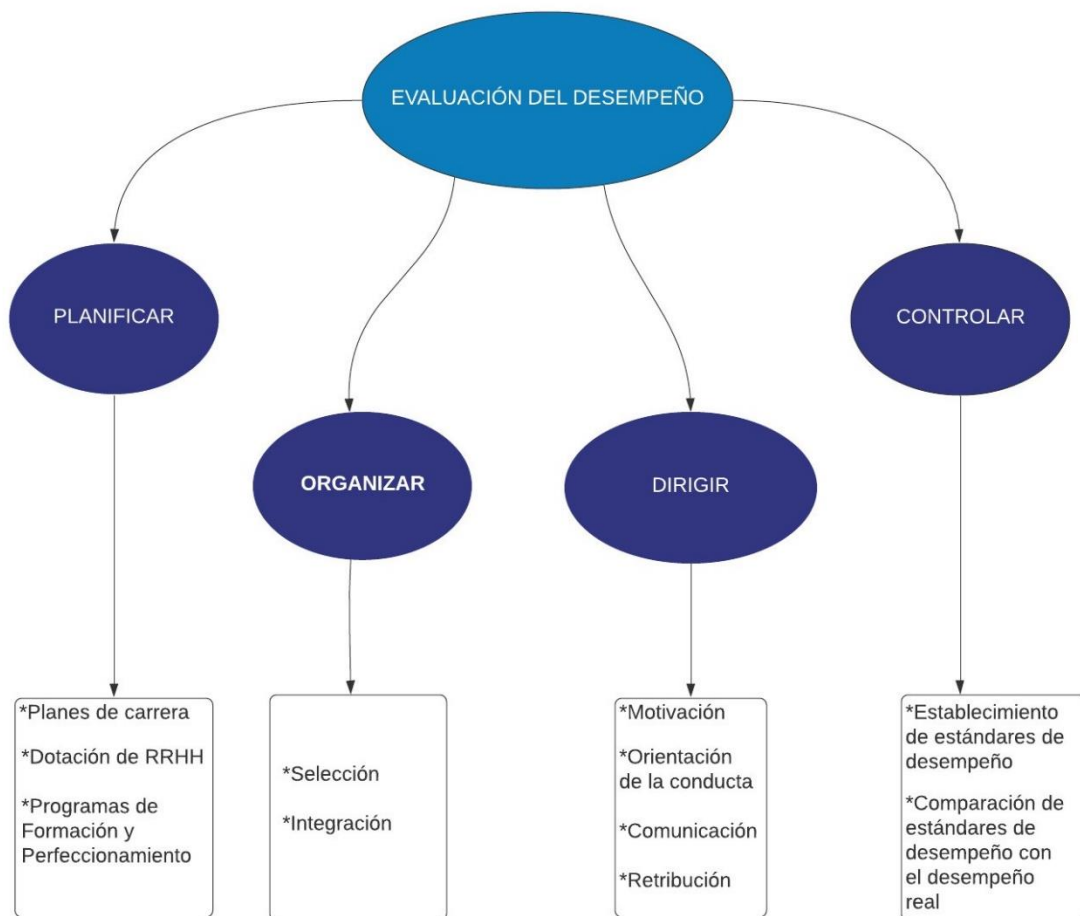 EVALUACIÓN DEL DESEMPEÑO
PLANIFICAR
CONTROLAR
ORGANIZAR
DIRIGIR
*Planes de carrera
*Dotación de RRHH
*Programas de
Formación y
Perfeccionamiento
*Selección
*Integración
*Motivación
*Orientación
de la conducta
*Comunicación
*Retribución
*Establecimiento
de estándares de
desempeño
*Comparación de
estándares de
desempeño con
el desempeño
real